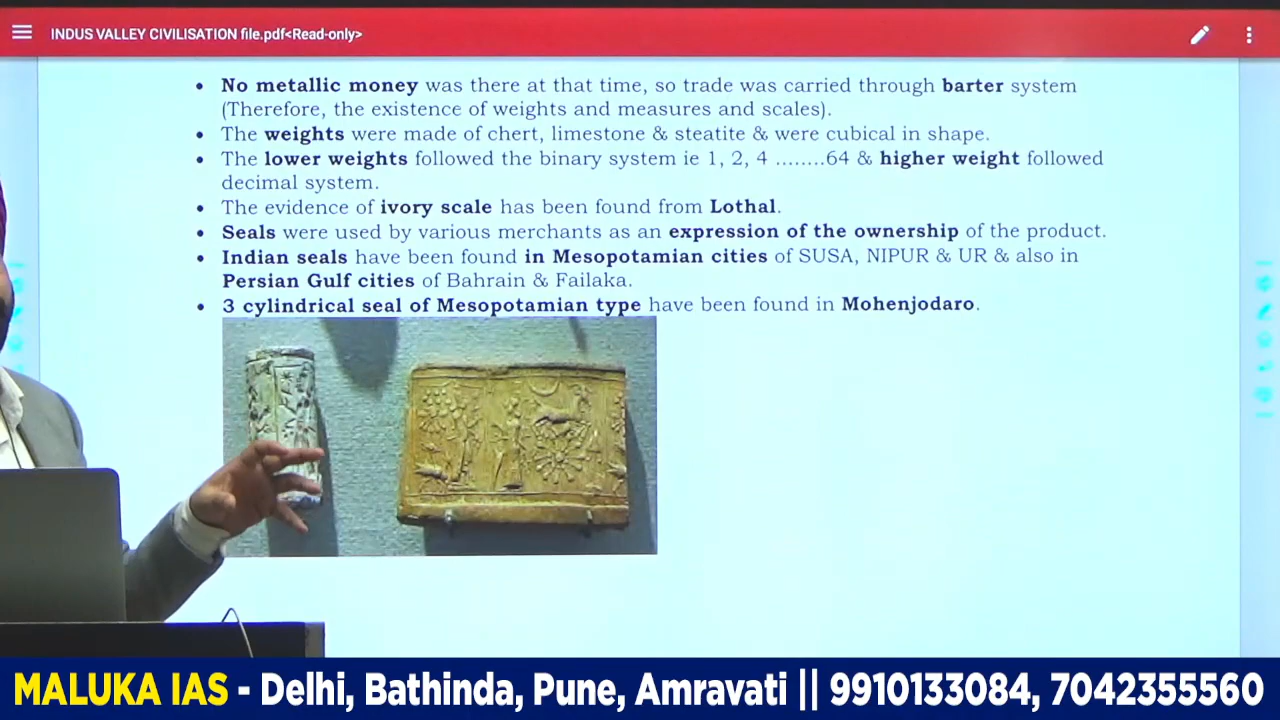 INDUS VALLEY CIVILISATION file.pdf<Read-only>
• No metallic money was there at that time, so trade was carried through barter system
(Therefore, the existence of weights and measures and scales).
• The weights were made of chert, limestone & steatite & were cubical in shape.
• The lower weights followed the binary system ie 1, 2, 4 ........64 & higher weight followed
decimal system.
• The evidence of ivory scale has been found from Lothal.
• Seals were used by various merchants as an expression of the ownership of the product.
• Indian seals have been found in Mesopotamian cities of SUSA, NIPUR & UR & also in
Persian Gulf cities of Bahrain & Failaka.
• 3 cylindrical seal of Mesopotamian type have been found in Mohenjodaro.
MALUKA IAS - Delhi, Bathinda, Pune, Amravati || 9910133084, 7042355560